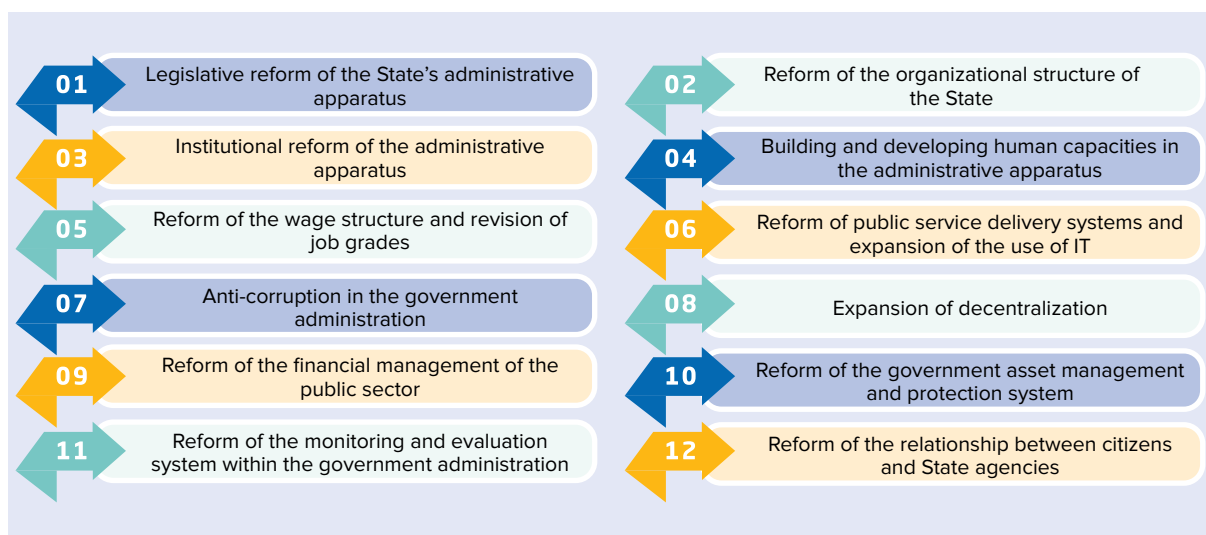 01
Legislative reform of the State's administrative
apparatus
02
Reform of the organizational structure of
the State
03
Institutional reform of the administrative
apparatus
04
Building and developing human capacities in
the administrative apparatus
05
Reform of the wage structure and revision of
job grades
06
Reform of public service delivery systems and
expansion of the use of IT
07
Anti-corruption in the government
administration
08
Expansion of decentralization
09
Reform of the financial management of the
public sector
10
Reform of the government asset management
and protection system
11
Reform of the monitoring and evaluation
system within the government administration
12
Reform of the relationship between citizens
and State agencies